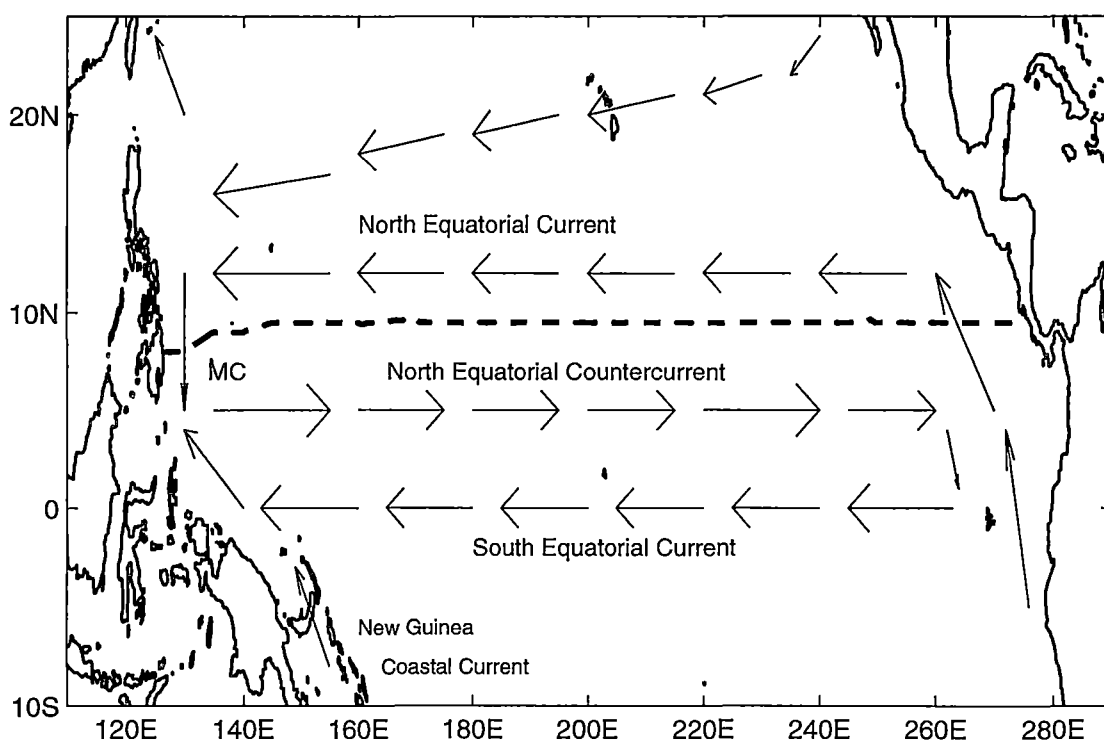 20N
North Equatorial Current
10N
MC
North Equatorial Countercurrent
0
South Equatorial Current
New Guinea
Coastal Current
10S
120E 140E 160E 180E 200E 220E 240E 260E 280E